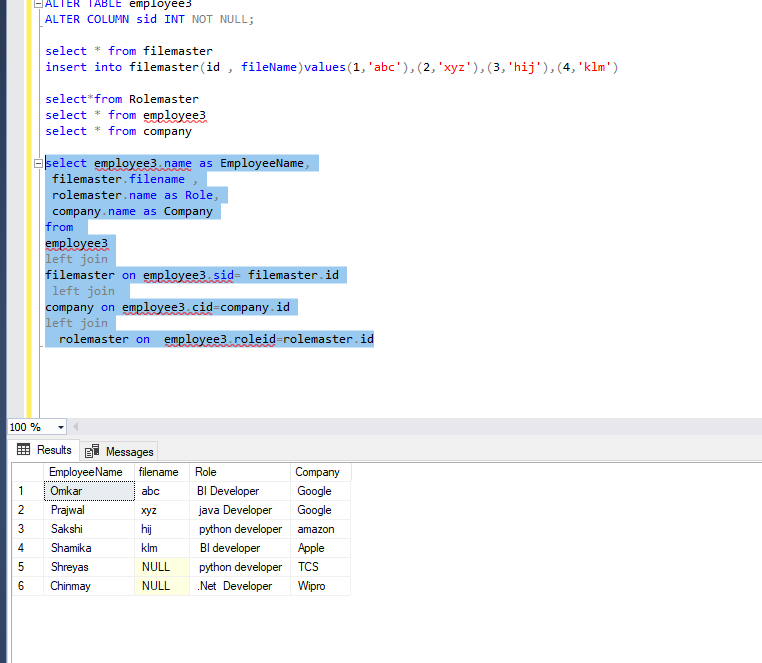 ALTER TABLE employee3
ALTER COLUMN sid INT NOT NULL;
select * from filemaster
insert into filemaster(id , fileName)values(1,'abc'),(2,'xyz'),(3,'hij'),(4,'klm')
select*from Rolemaster
select * from employee3
select * from company
select employee3.name as EmployeeName,
filemaster.filename ,
rolemaster.name as Role,
company.name as Company
from
employee3
left join
filemaster on employee3.sid= filemaster.id
left join
company on employee3.cid=company.id
left join
rolemaster on  employee3.roleid=rolemaster.id
100 %
Results Messages
EmployeeName filename Role Company
1 Omkar abc BI Developer Google
2 Prajwal xyz java Developer Google
3 Sakshi hij python developer amazon
4 Shamika klm BI developer Apple
5 Shreyas NULL python developer TCS
6 Chinmay NULL .Net  Developer Wipro